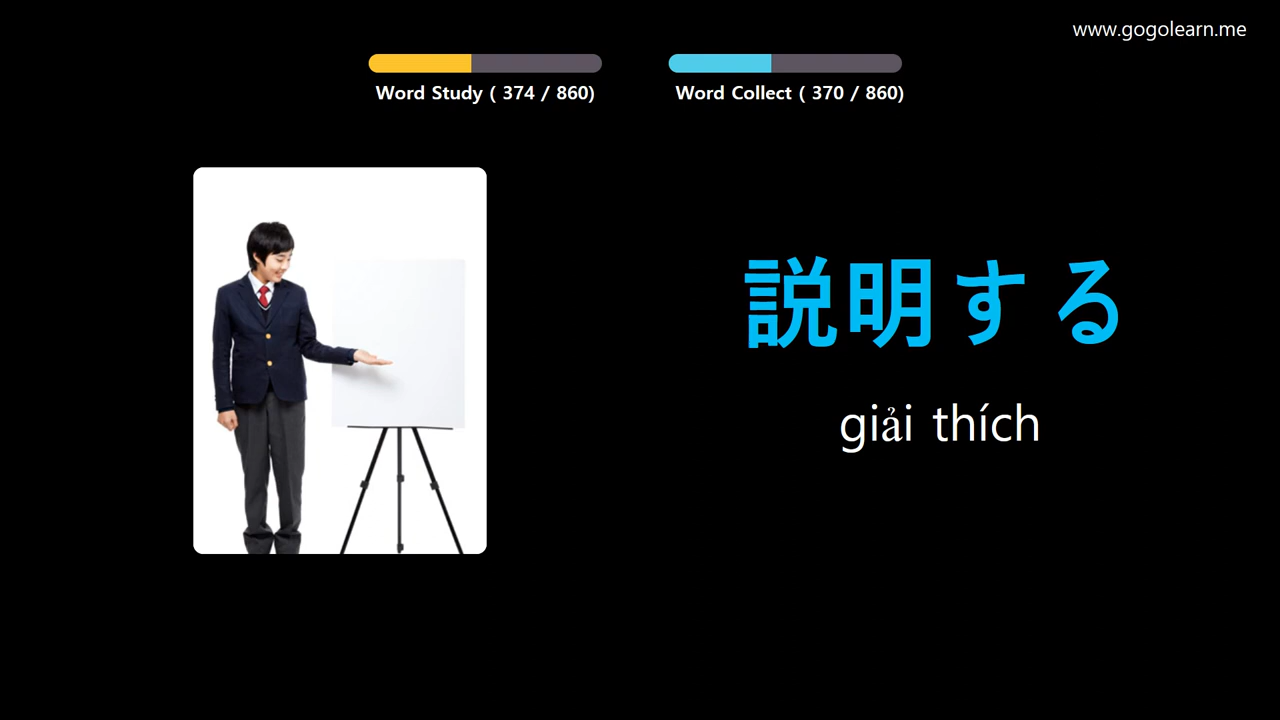 www.gogolearn.me
Word Study ( 374 / 860)
Word Collect ( 370 / 860)
説明する
giải thích